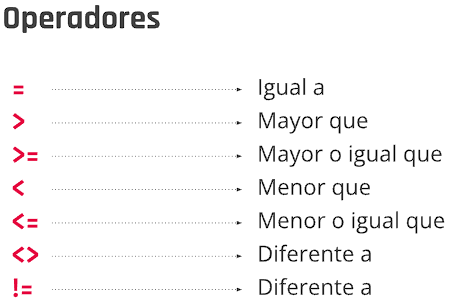 Operadores
= Igual a
> Mayor que
>= Mayor o igual que
< Menor que
<= Menor o igual que
<> Diferente a
!= Diferente a